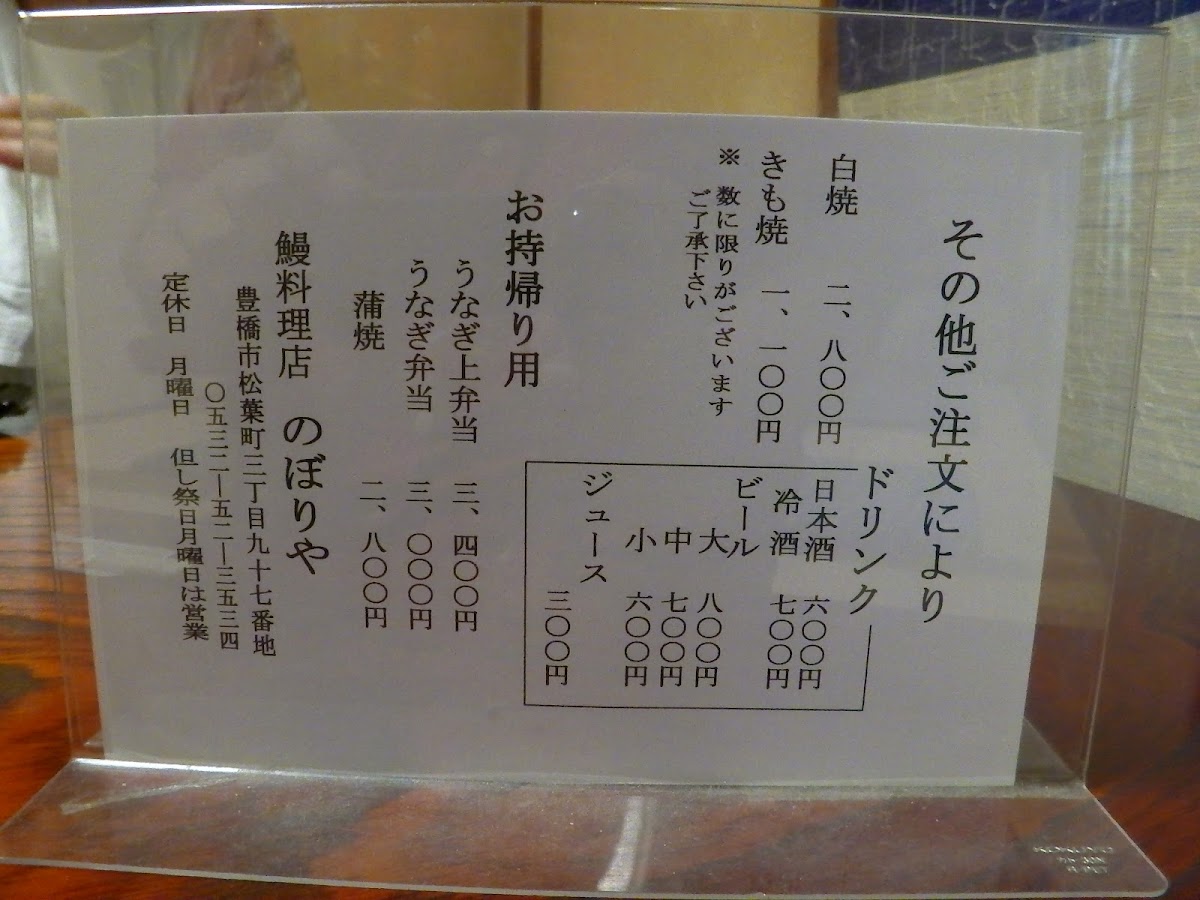 その他ご注文により
白焼 二、八〇〇円
きも焼 一、一〇〇円
※ 数に限りがございます
ご了承下さい
ドリンク
日本酒 六〇〇円
冷酒 七〇〇円
ビール
大 八〇〇円
中 七〇〇円
小 六〇〇円
ジュース
三〇〇円
お持帰り用
うなぎ上弁当 三、四〇〇円
うなぎ弁当 三、〇〇〇円
蒲焼 二、八〇〇円
鰻料理店 のぼりや
豊橋市松葉町三丁目九十七番地
〇五三二ー五二ー三五三四
定休日 月曜日 但し祭日月曜日は営業